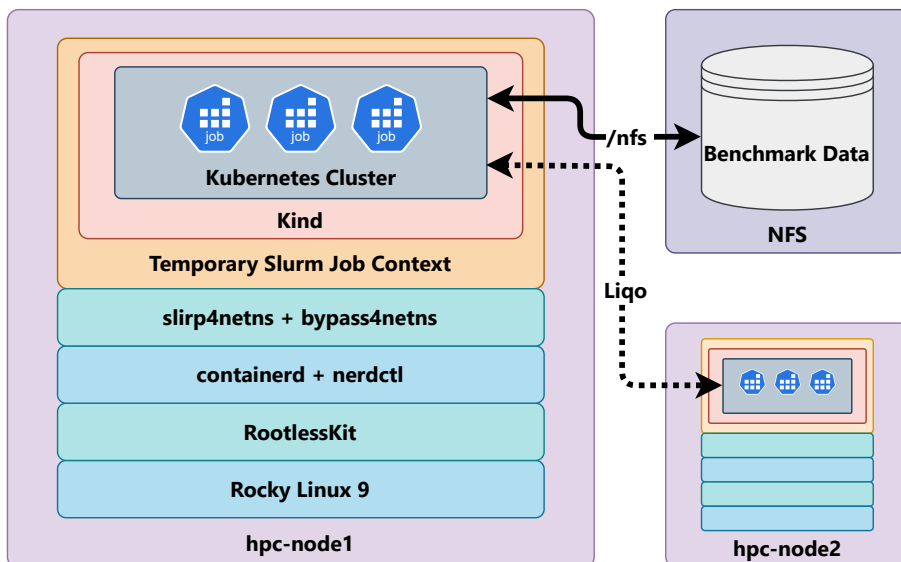 job
job
job
Kubernetes Cluster
Kind
Temporary Slurm Job Context
slirp4netns + bypass4netns
containerd + nerdctl
RootlessKit
Rocky Linux 9
hpc-node1
/nfs
Benchmark Data
NFS
Liqo
hpc-node2